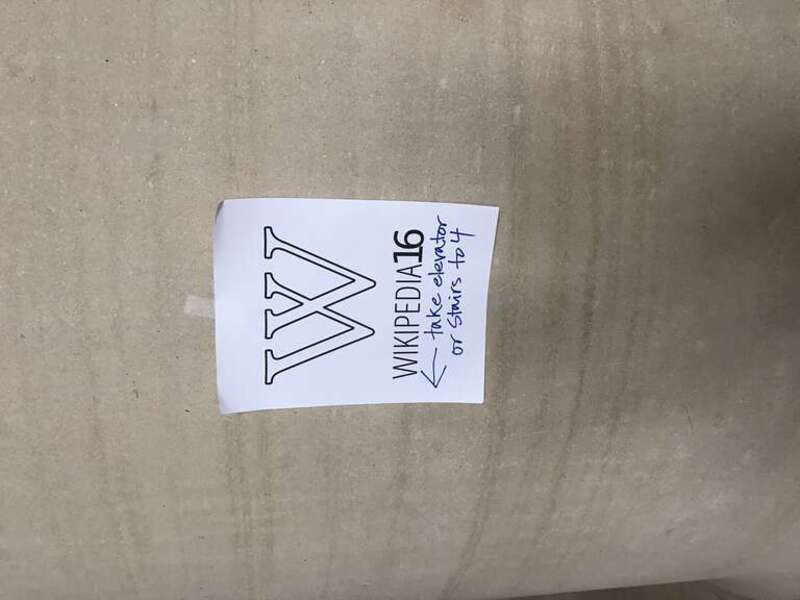 W
WIKIPEDIA16
← take elevator
or stairs to 4